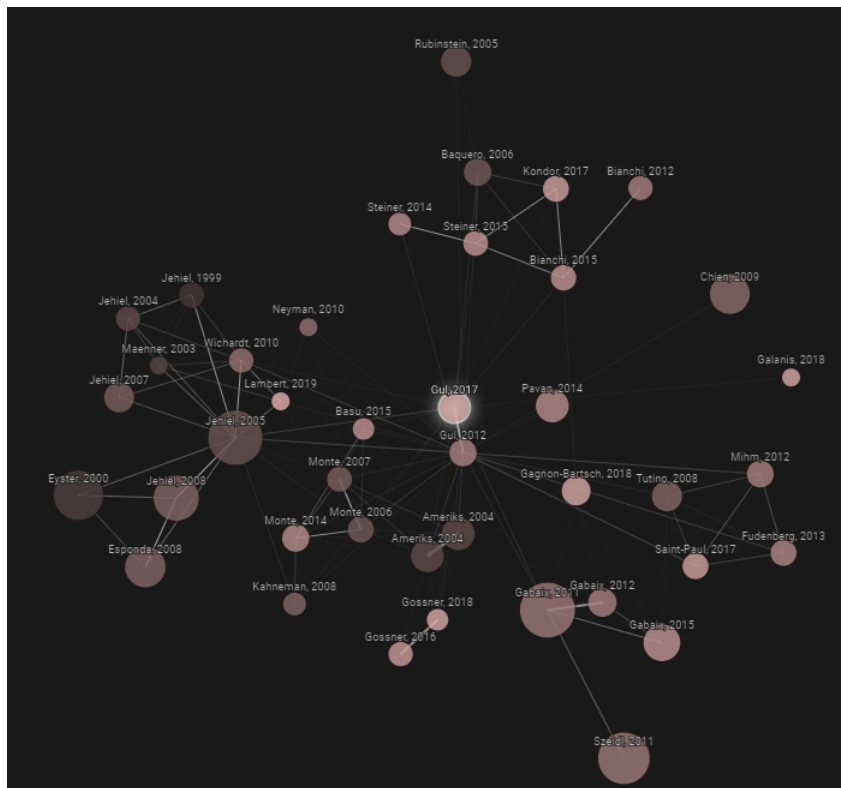 Rubinstein, 2005
Baquero, 2006
Kondor, 2017
Bianchi, 2012
Steiner, 2014
Steiner, 2015
Bianchi, 2015
Jehiel, 1999
Chien, 2009
Jehiel, 2004
Neyman, 2010
Maenner, 2003
Wichardt, 2010
Galanis, 2018
Jehiel, 2007
Lambert, 2019
Gul, 2017
Pavan, 2014
Basu, 2015
Jehiel, 2005
Gul, 2012
Mihm, 2012
Monte, 2007
Gagnon-Bartsch, 2018
Tutino, 2008
Eyster, 2000
Jehiel, 2008
Monte, 2006
Monte, 2014
Ameriks, 2004
Ameriks, 2004
Fudenberg, 2013
Esponda, 2008
Saint-Paul, 2017
Kahneman, 2008
Gabaix, 2011
Gabaix, 2012
Gossner, 2018
Gabaix, 2015
Gossner, 2016
Szeidl, 2011